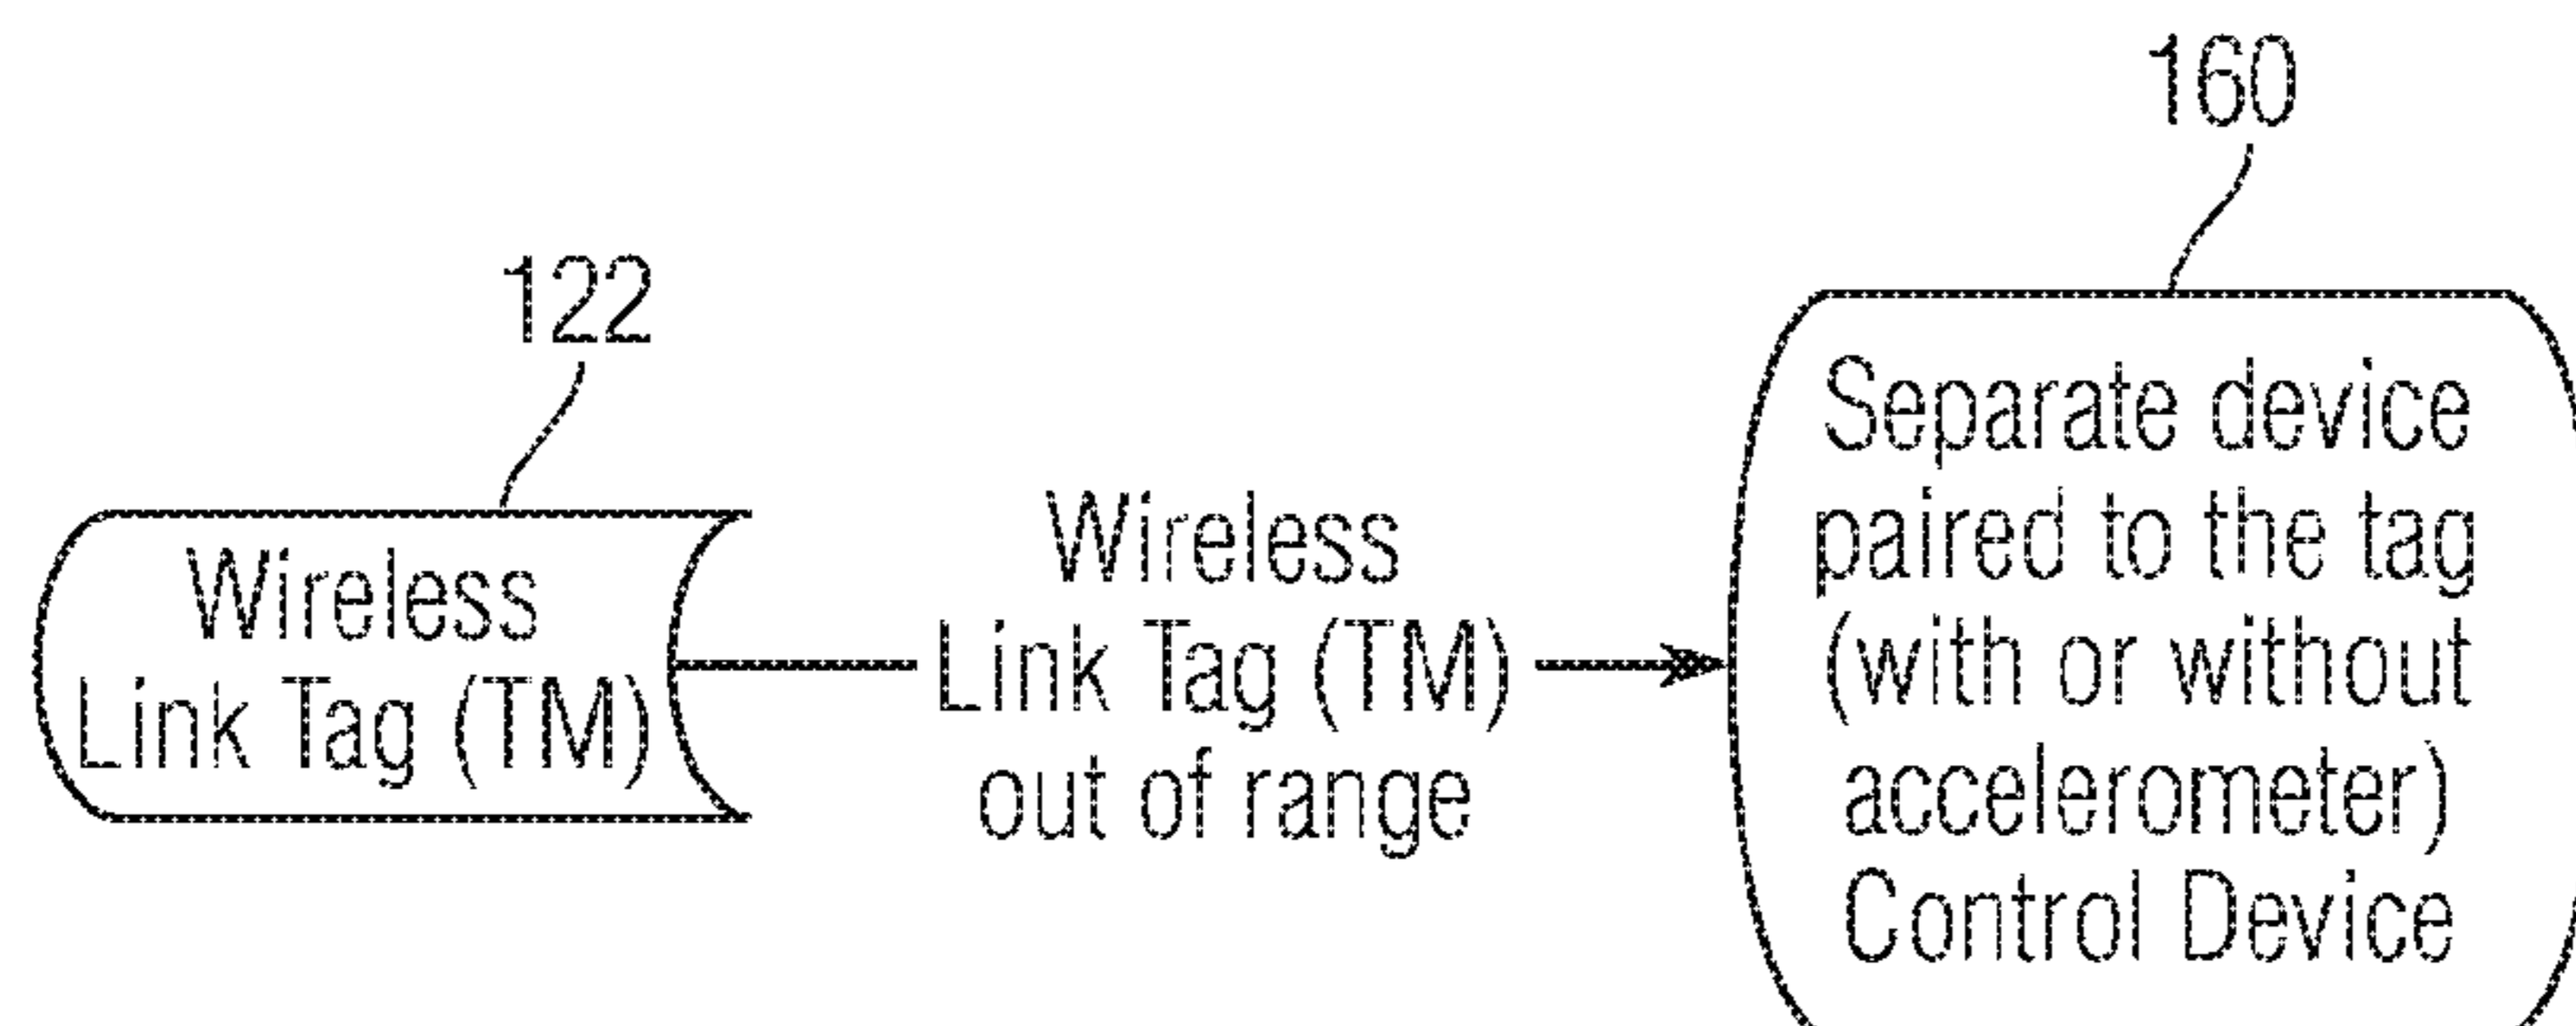 160
122
Wireless
Link Tag (TM)
Wireless
Link Tag (TM)
out of range
Separate device
paired to the tag
(with or without
accelerometer)
Control Device